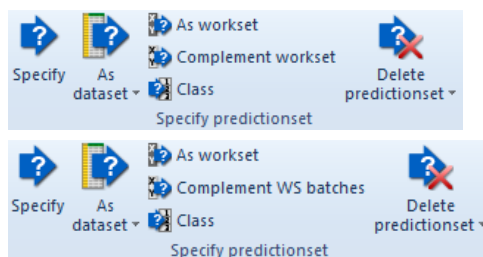 As workset
Complement workset
Specify
As
dataset
Class
Delete
predictionset
Specify predictionset
As workset
Complement WS batches
Specify
As
dataset
Class
Delete
predictionset
Specify predictionset